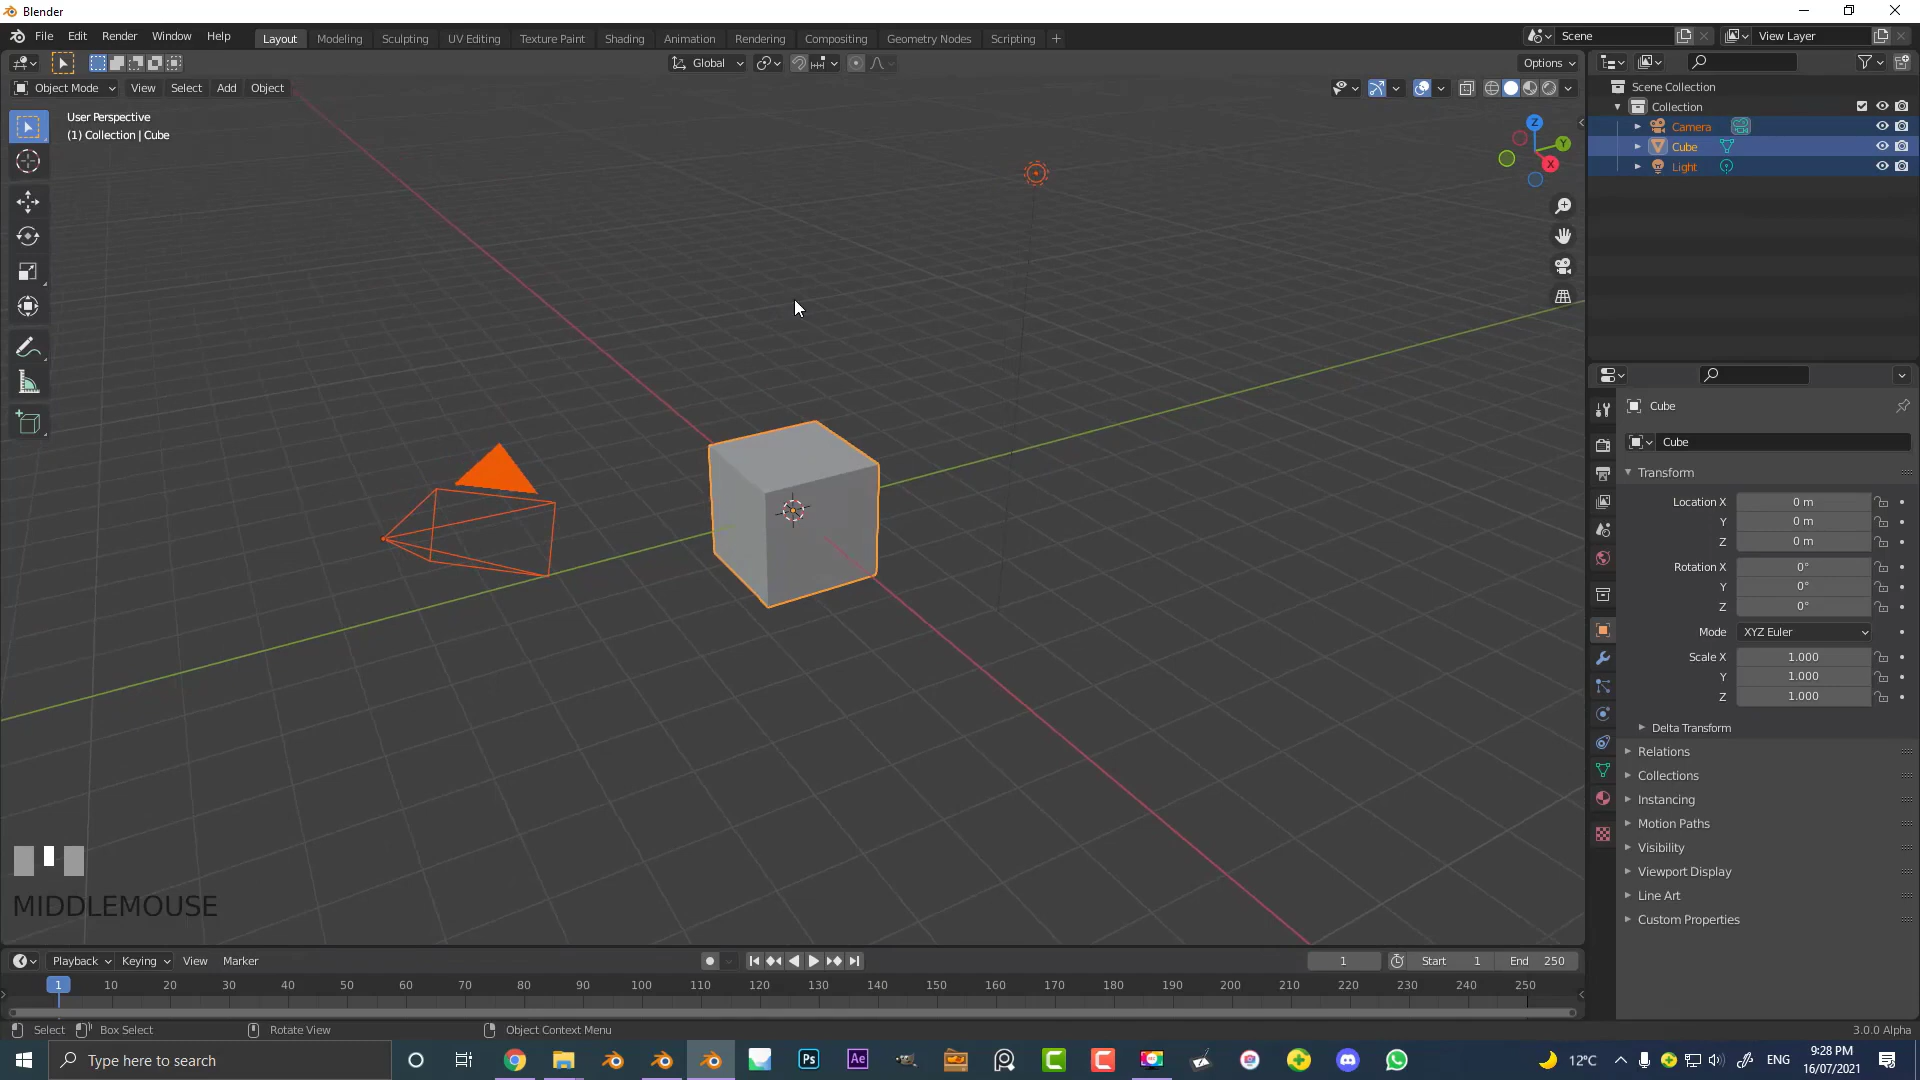 Blender
File Edit Render Window Help
Layout Modeling Sculpting UV Editing Texture Paint Shading Animation Rendering Compositing Geometry Nodes Scripting +
Scene
View Layer
Global
Options
Object Mode View Select Add Object
User Perspective
(1) Collection | Cube
Z
Y
X
Scene Collection
Collection
Camera
Cube
Light
Cube
Cube
Transform
Location X 0 m
Y 0 m
Z 0 m
Rotation X 0°
Y 0°
Z 0°
Mode XYZ Euler
Scale X 1.000
Y 1.000
Z 1.000
Delta Transform
Relations
Collections
Instancing
Motion Paths
Visibility
Viewport Display
Line Art
Custom Properties
MIDDLEMOUSE
Playback Keying View Marker
1 Start 1 End 250
1 10 20 30 40 50 60 70 80 90 100 110 120 130 140 150 160 170 180 190 200 210 220 230 240 250
Select Box Select Rotate View Object Context Menu 3.0.0 Alpha
Type here to search
Ps
Ae
12°C
ENG
9:28 PM
16/07/2021